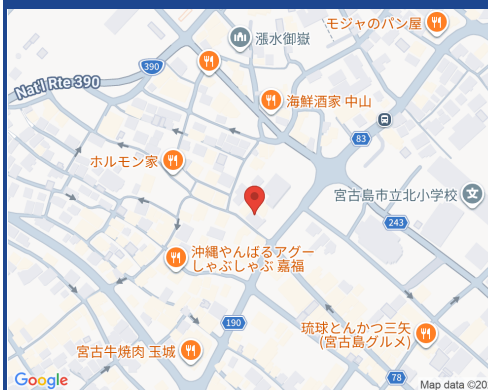 モジャのパン屋
漲水御嶽
390
Nat'l Rte 390
海鮮酒家 中山
83
ホルモン家
宮古島市立北小学校
243
沖縄やんばるアグー
しゃぶしゃぶ 嘉福
190
琉球とんかつ三矢
(宮古島グルメ)
宮古牛焼肉 玉城
78
Google
Map data ©20